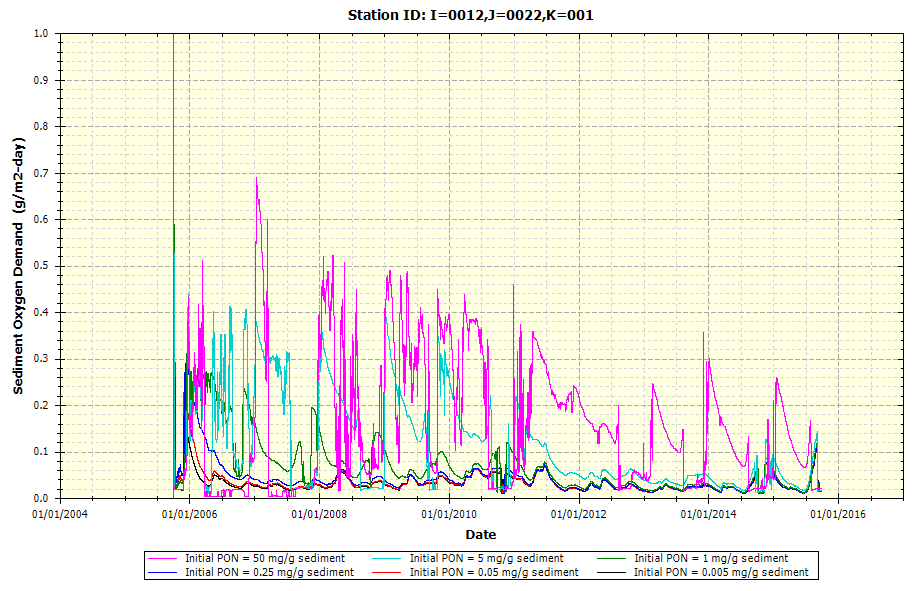 Station ID: I=0012,J=0022,K=001
Sediment Oxygen Demand (g/m2-day)
1.0
0.9
0.8
0.7
0.6
0.5
0.4
0.3
0.2
0.1
0.0
01/01/2004 01/01/2006 01/01/2008 01/01/2010 01/01/2012 01/01/2014 01/01/2016
Date
Initial PON = 50 mg/g sediment Initial PON = 5 mg/g sediment Initial PON = 1 mg/g sediment
Initial PON = 0.25 mg/g sediment Initial PON = 0.05 mg/g sediment Initial PON = 0.005 mg/g sediment